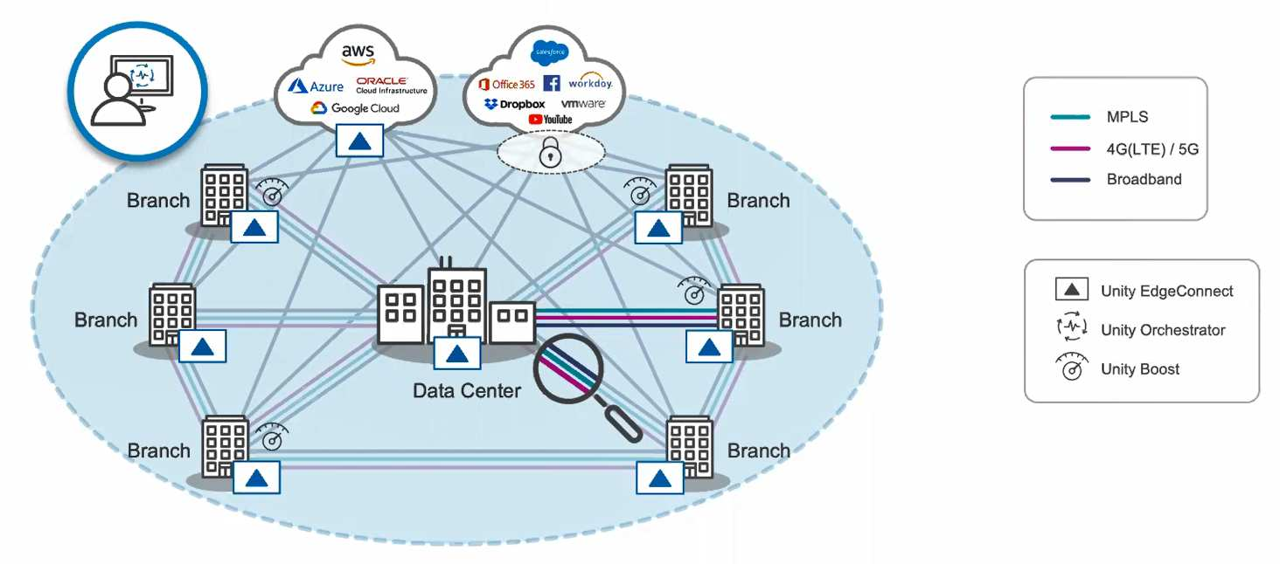 aws
Azure
ORACLE
Cloud Infrastructure
Google Cloud
salesforce
Office 365
workday.
Dropbox
vmware
YouTube
MPLS
4G(LTE) / 5G
Broadband
Branch
Branch
Branch
Branch
Data Center
Branch
Branch
Unity EdgeConnect
Unity Orchestrator
Unity Boost